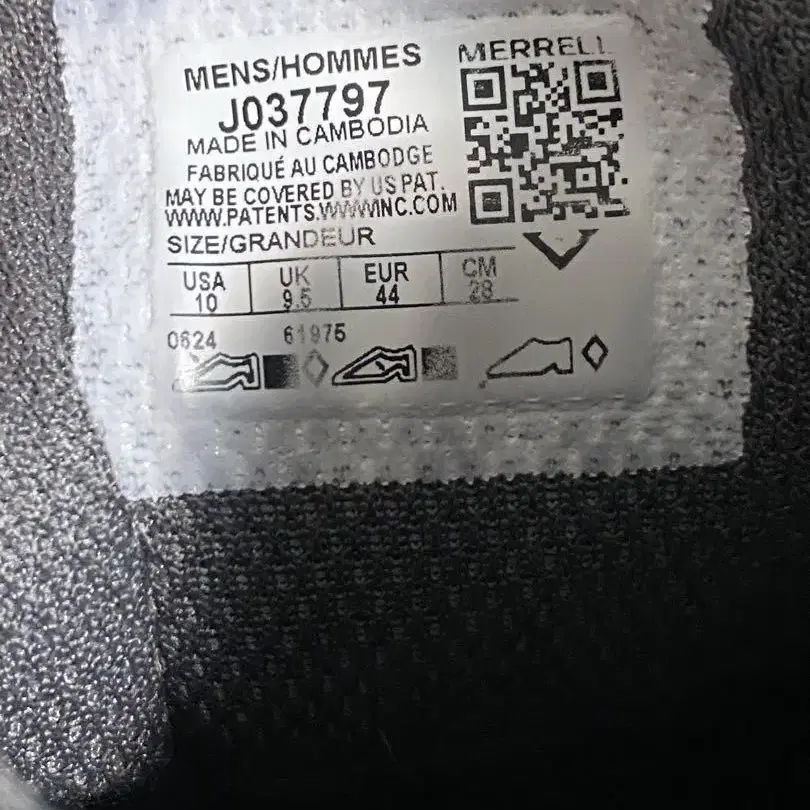 MENS/HOMMES
MERRELL
J037797
MADE IN CAMBODIA
FABRIQUÉ AU CAMBODGE
MAY BE COVERED BY US PAT.
WWW.PATENTS.WWWINC.COM
SIZE/GRANDEUR
USA UK EUR CM
10 9.5 44 28
0624 61975